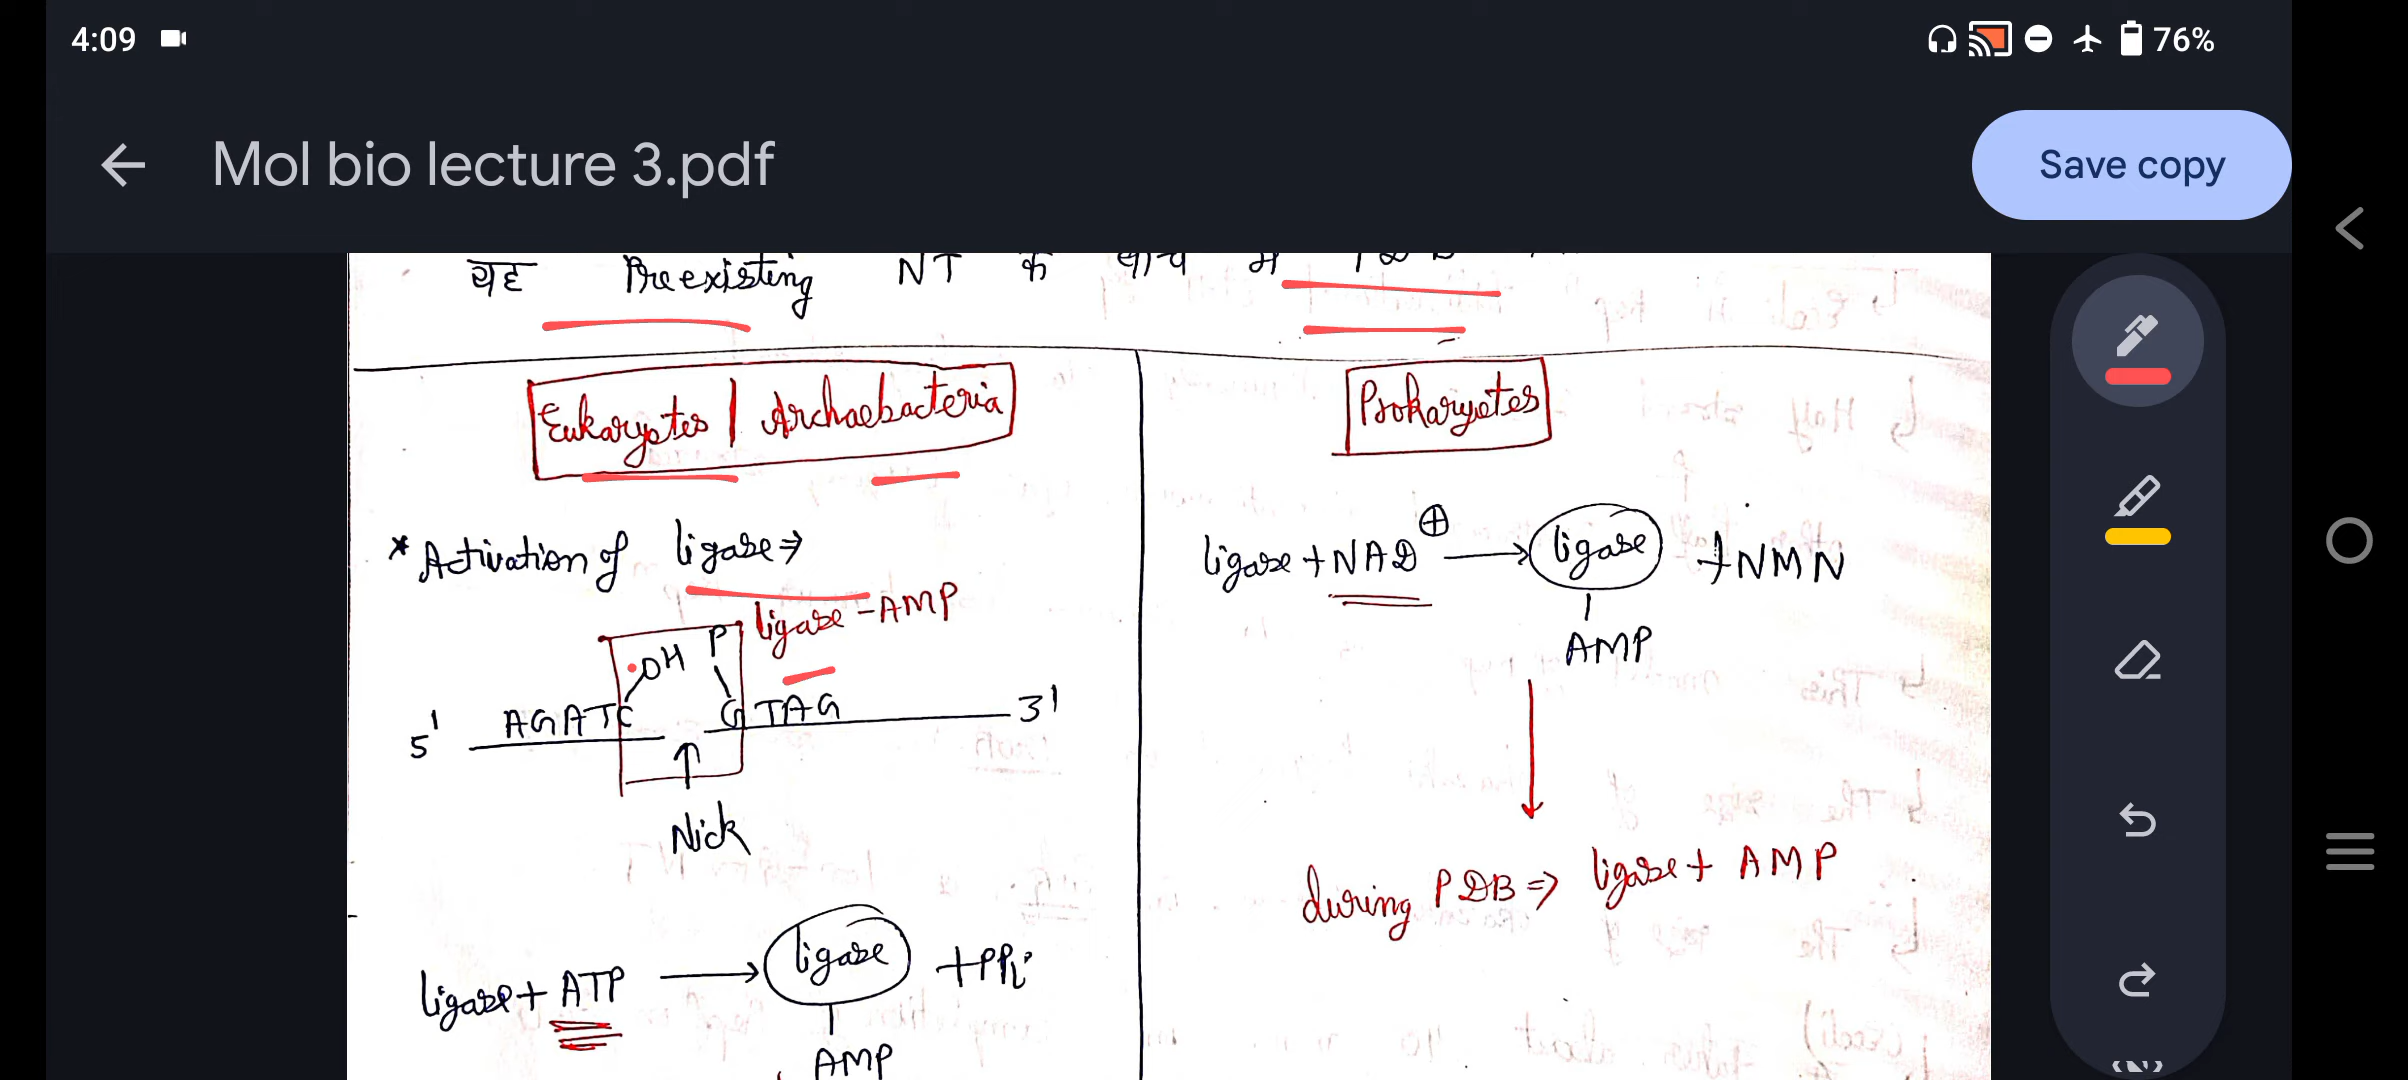 4:09
76%
Mol bio lecture 3.pdf
Save copy
यह Preexisting NT के
Eukaryotes | Archaebacteria
* Activation of ligase ⇒
ligase - AMP
OH P
5' AGATC GTAG 3'
↑
Nick
ligase + ATP → ligase + PPi
AMP
Prokaryotes
ligase + NAD⊕ → ligase + NMN
AMP
during PDB ⇒ ligase + AMP